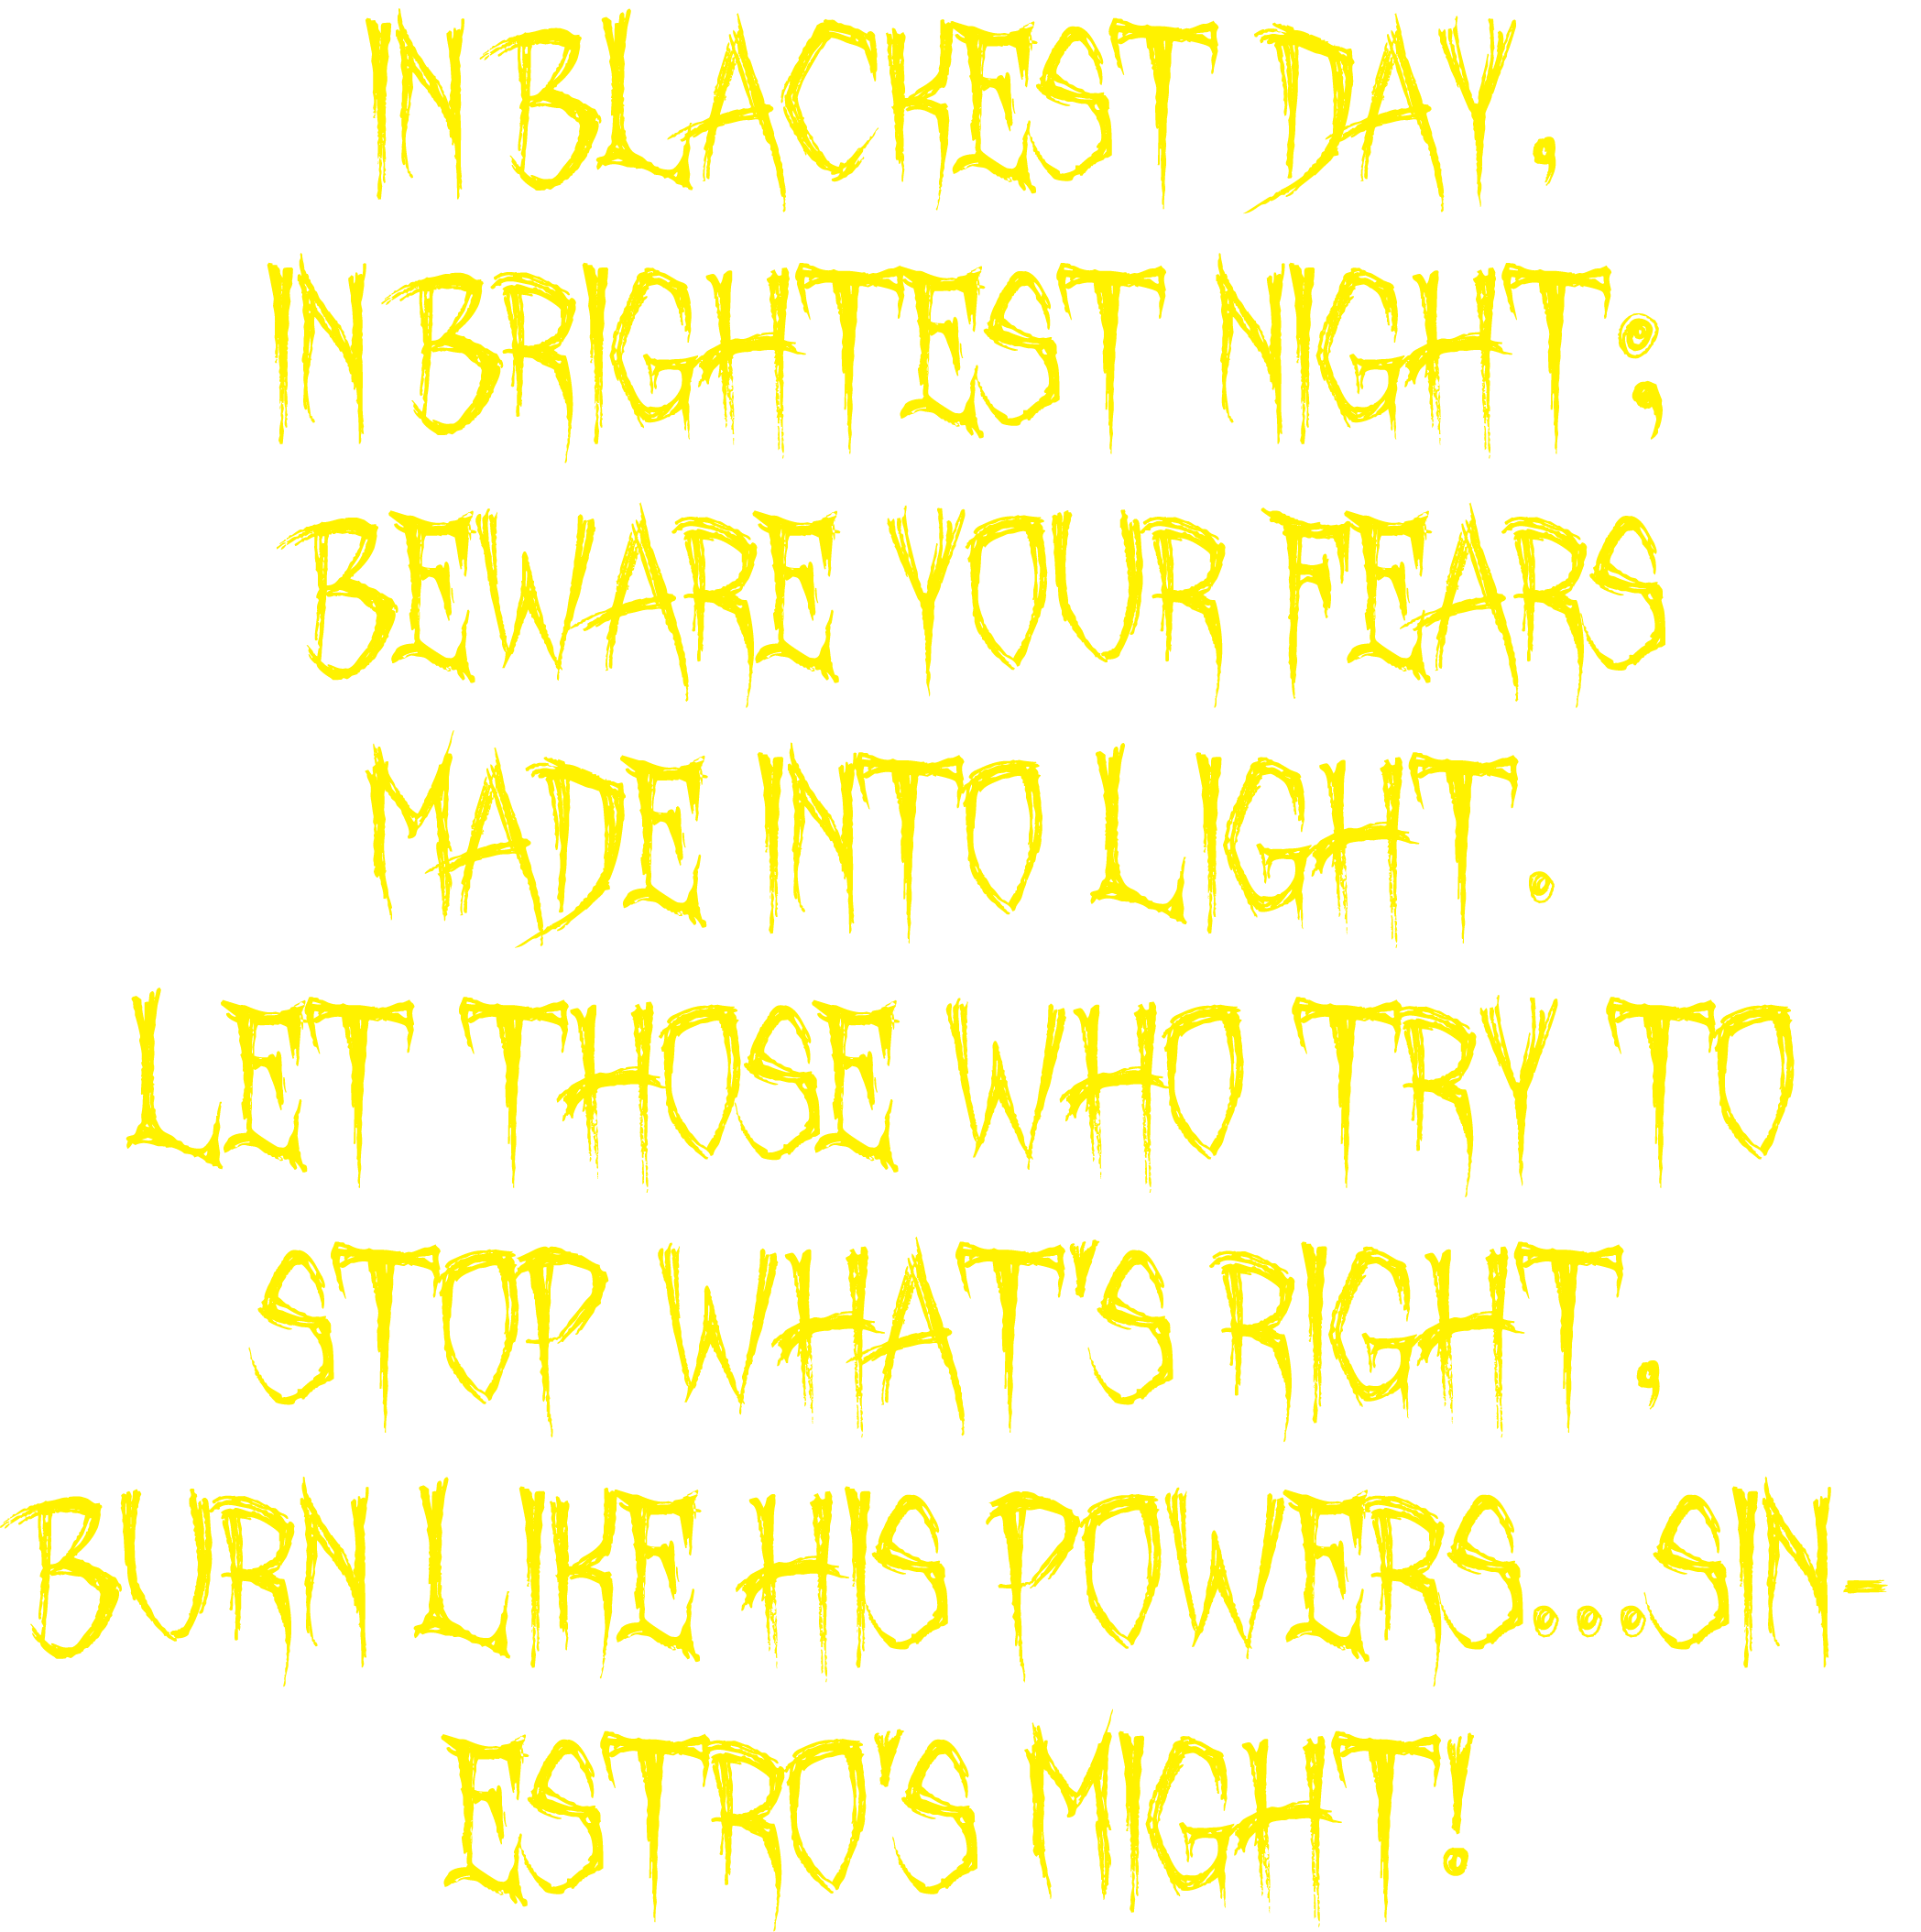 IN BLACKEST DAY,
IN BRIGHTEST NIGHT;
BEWARE YOUR FEARS
MADE INTO LIGHT.
LET THOSE WHO TRY TO
STOP WHAT'S RIGHT,
BURN LIKE HIS POWER... SIN-
ESTRO'S MIGHT!